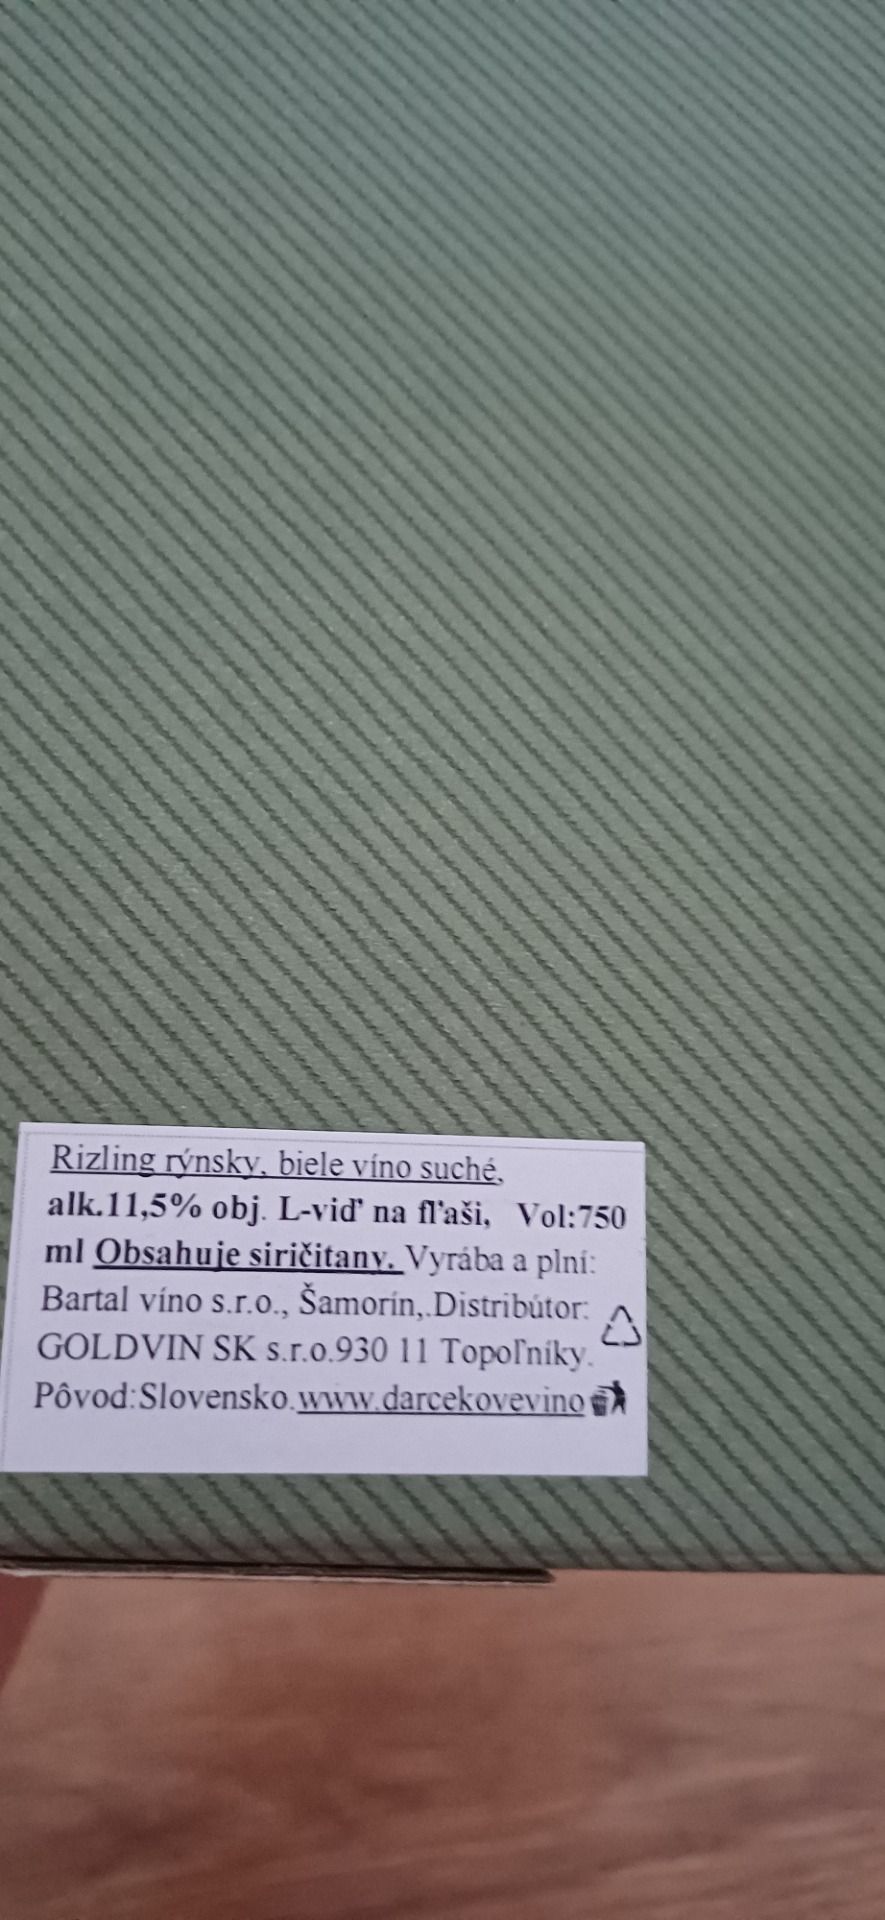 Rizling rýnsky, biele víno suché,
alk.11,5% obj. L-viď na fľaši, Vol:750
ml Obsahuje siričitany. Vyrába a plní:
Bartal víno s.r.o., Šamorín,.Distribútor:
GOLDVIN SK s.r.o.930 11 Topoľníky.
Pôvod:Slovensko.www.darcekovevino